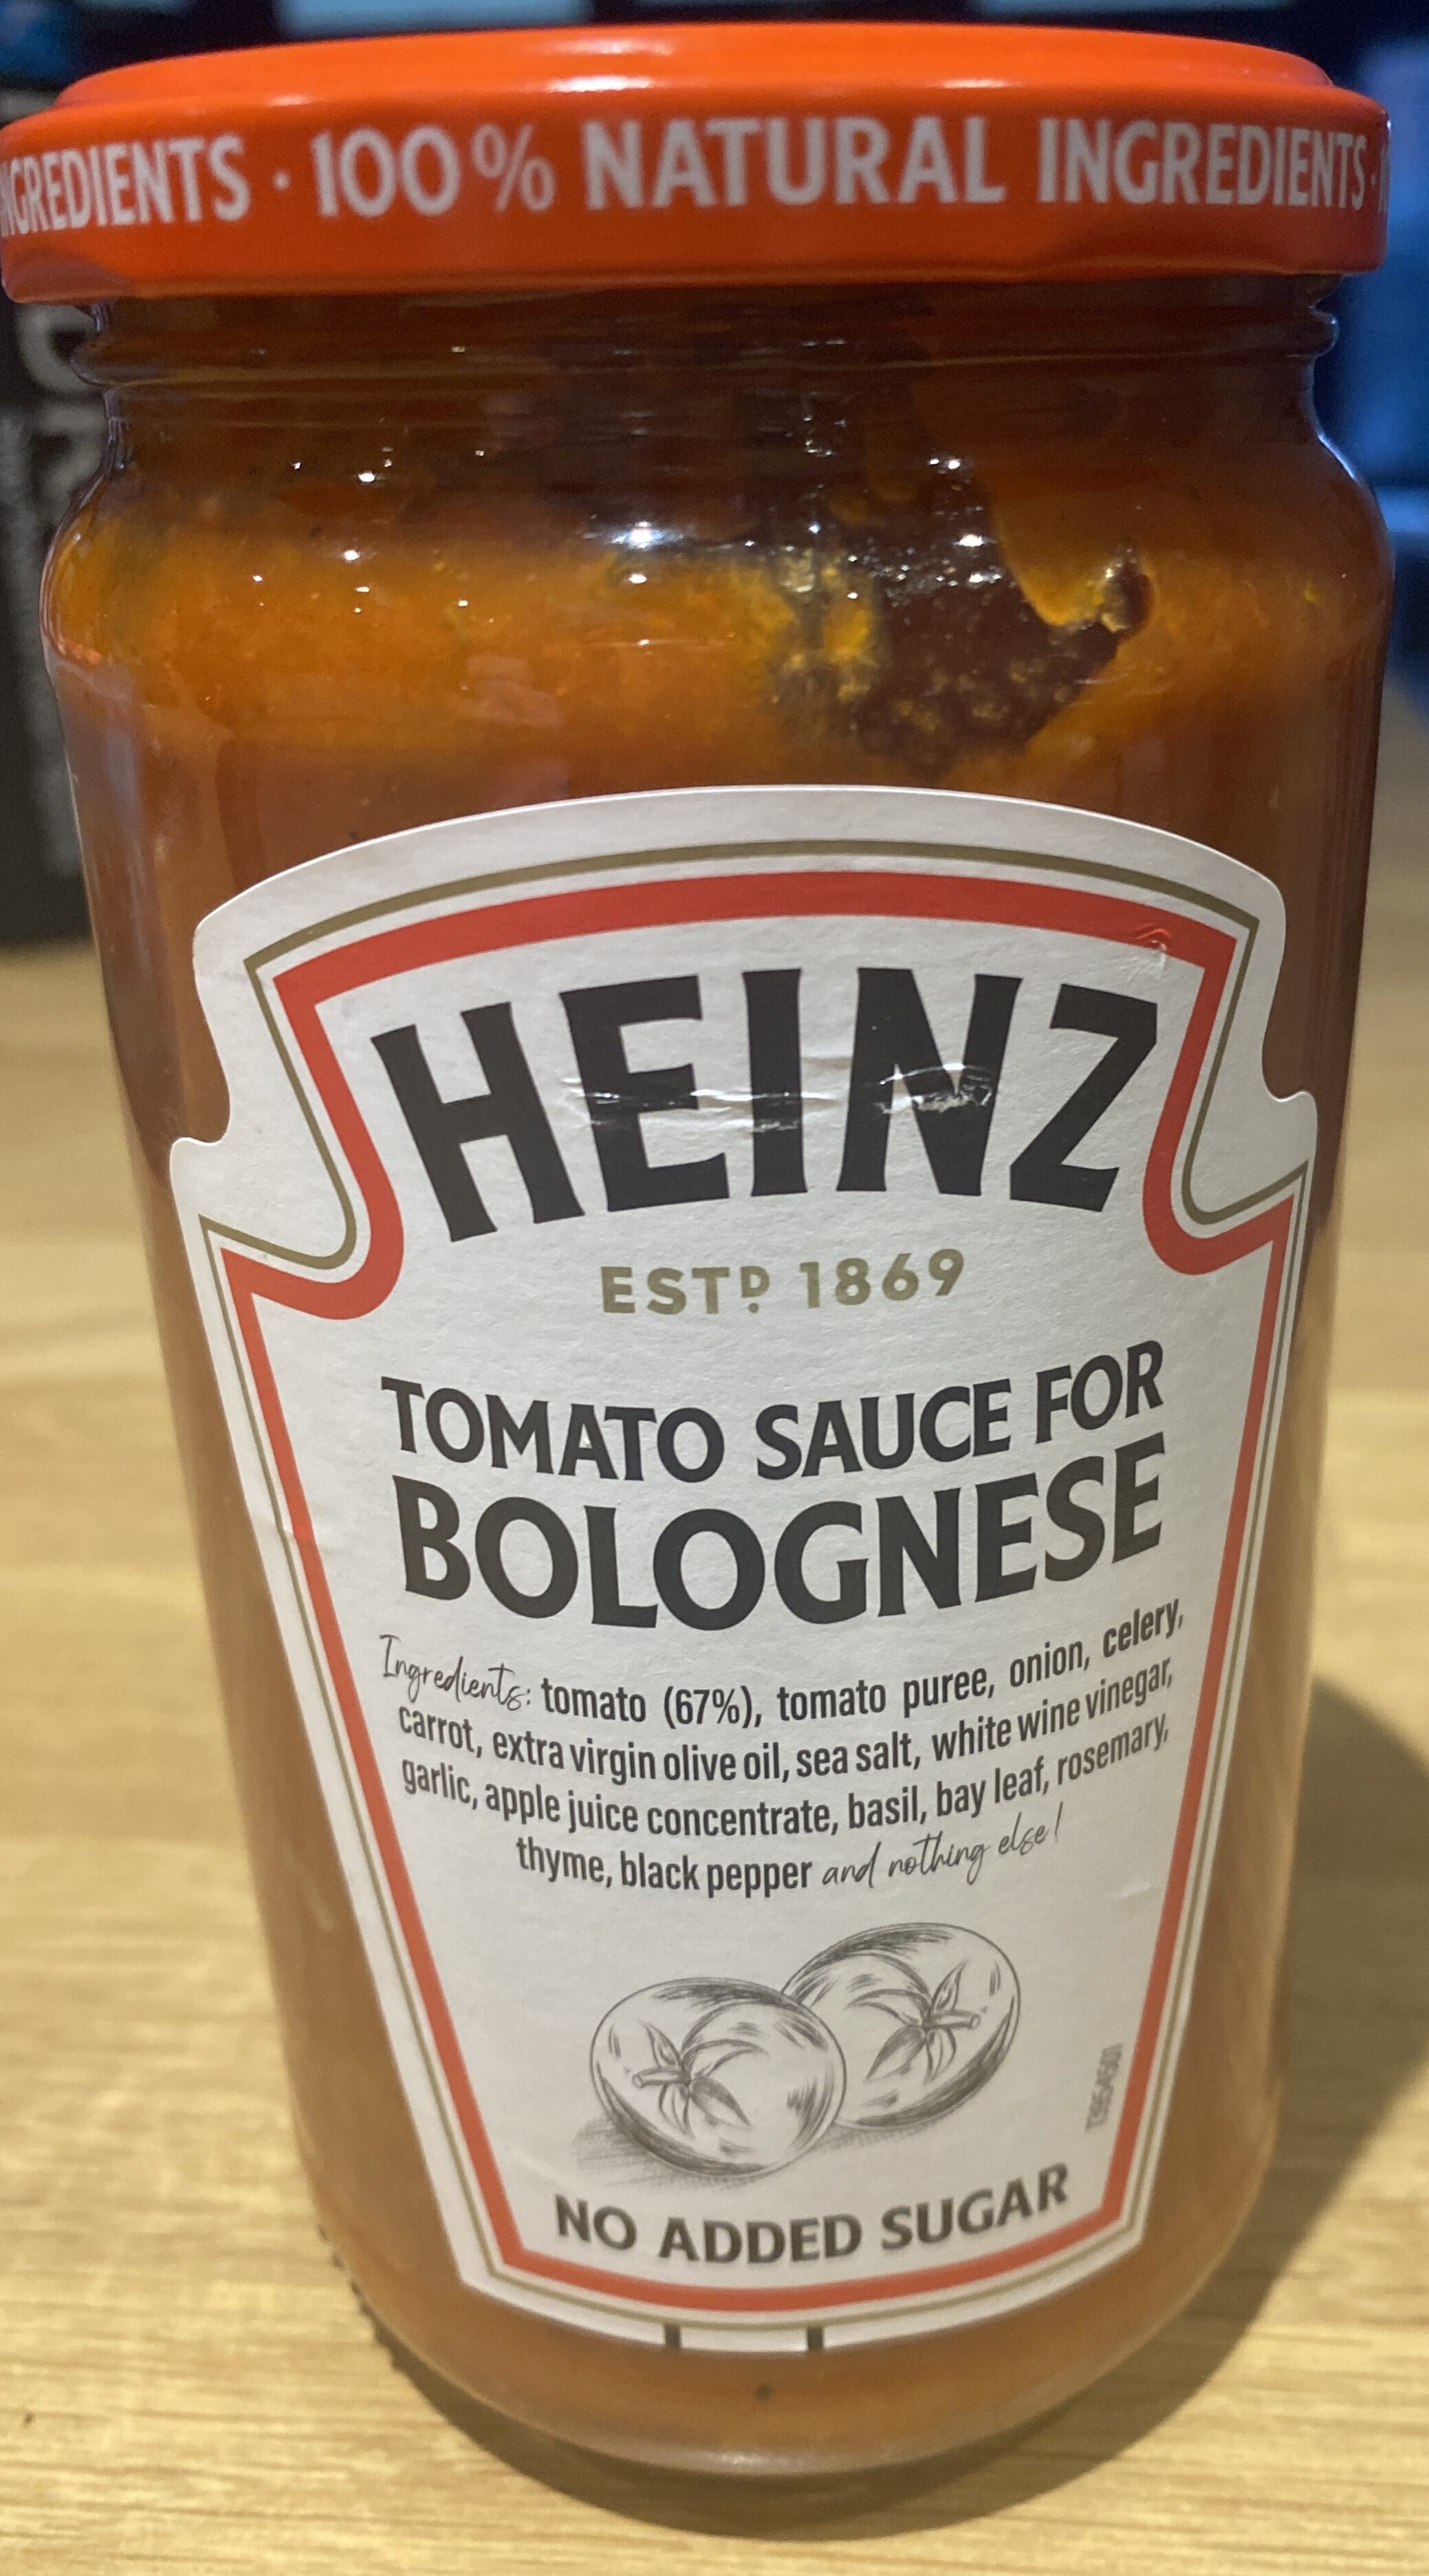 INGREDIENTS · 100% NATURAL INGREDIENTS ·
HEINZ
ESTD 1869
TOMATO SAUCE FOR
BOLOGNESE
Ingredients: tomato (67%), tomato puree, onion, celery,
carrot, extra virgin olive oil, sea salt, white wine vinegar,
garlic, apple juice concentrate, basil, bay leaf, rosemary,
thyme, black pepper and nothing else!
NO ADDED SUGAR